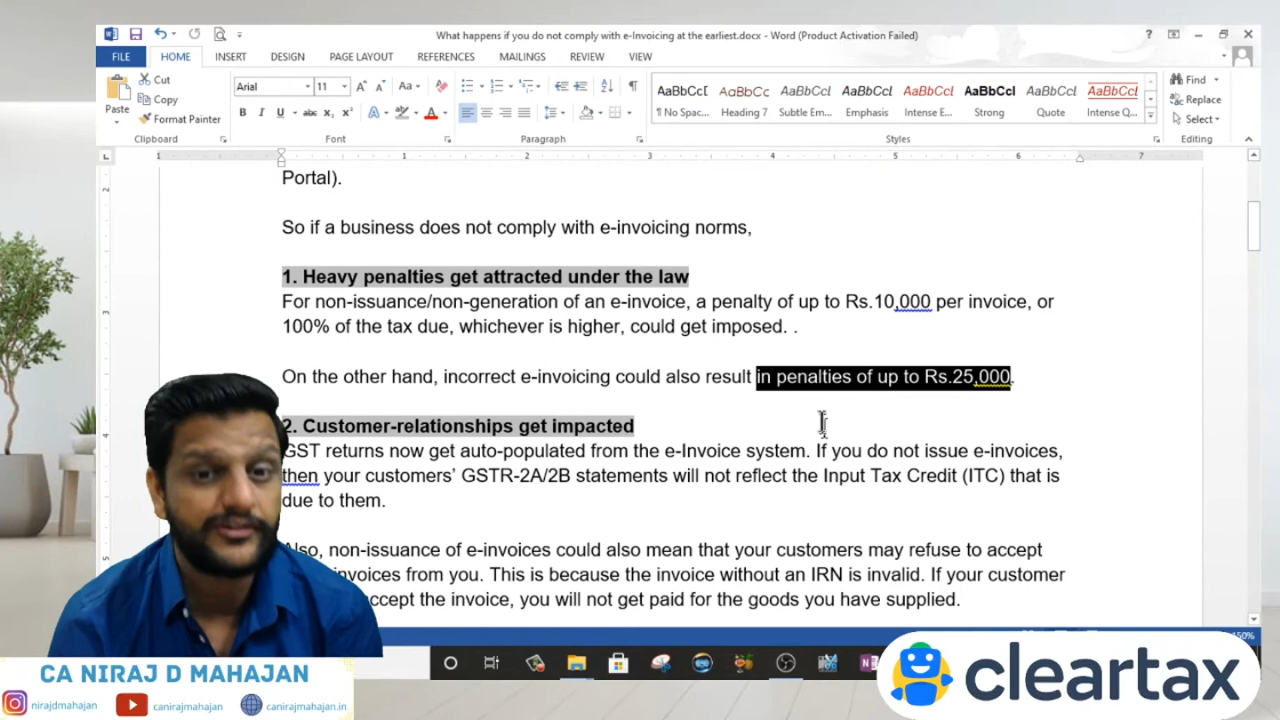 What happens if you do not comply with e-Invoicing at the earliest.docx - Word (Product Activation Failed)
FILE HOME INSERT DESIGN PAGE LAYOUT REFERENCES MAILINGS REVIEW VIEW
Cut
Copy
Format Painter
Paste
Arial 11
AaBbCcI AaBbCc AaBbCcI AaBbCcI AaBbCcI AaBbCcl AaBbCcI AaBbCcI
¶ No Spac... Heading 7 Subtle Em... Emphasis Intense E... Strong Quote Intense Q...
Find
Replace
Select
Clipboard Font Paragraph Styles Editing
1 1 2 3 4 5 6 7
Portal).
So if a business does not comply with e-invoicing norms,
1. Heavy penalties get attracted under the law
For non-issuance/non-generation of an e-invoice, a penalty of up to Rs.10,000 per invoice, or
100% of the tax due, whichever is higher, could get imposed. .
On the other hand, incorrect e-invoicing could also result in penalties of up to Rs.25,000.
2. Customer-relationships get impacted
GST returns now get auto-populated from the e-Invoice system. If you do not issue e-invoices,
then your customers' GSTR-2A/2B statements will not reflect the Input Tax Credit (ITC) that is
due to them.
Also, non-issuance of e-invoices could also mean that your customers may refuse to accept
invoices from you. This is because the invoice without an IRN is invalid. If your customer
accept the invoice, you will not get paid for the goods you have supplied.
150%
CA NIRAJ D MAHAJAN
nirajdmahajan canirajmahajan canirajmahajan.in
cleartax